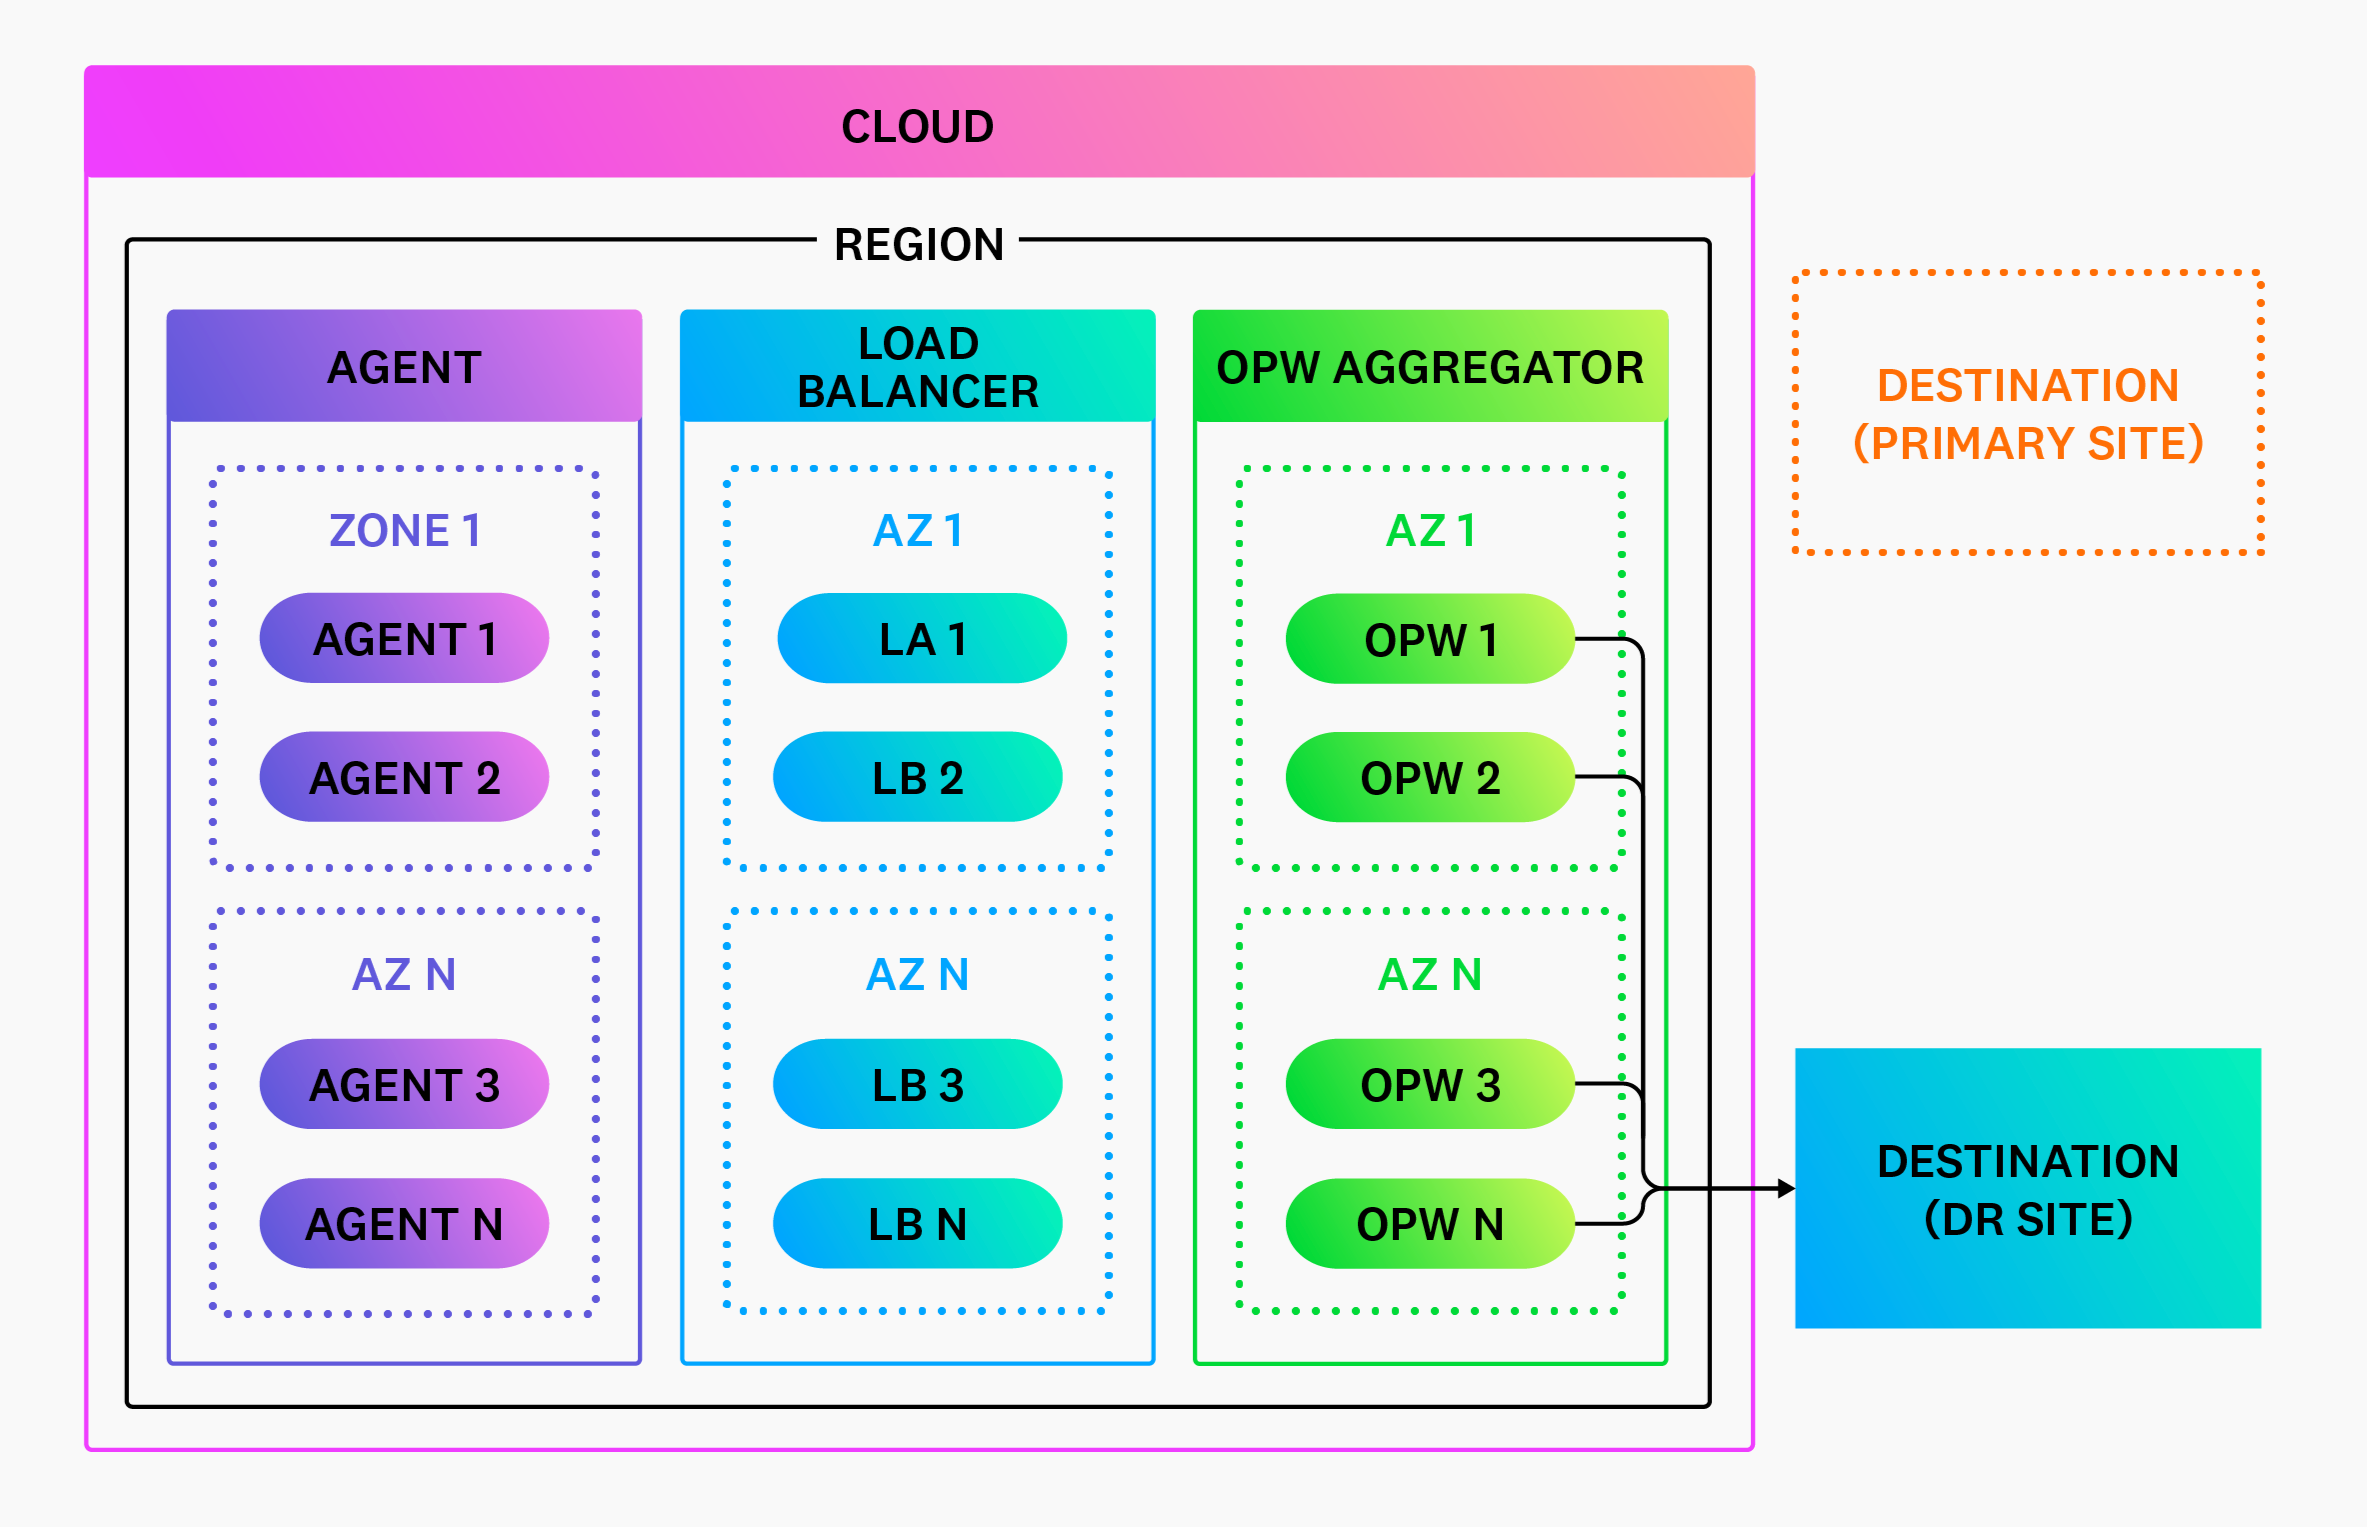 CLOUD
REGION
AGENT
ZONE 1
AGENT 1
AGENT 2
AZ N
AGENT 3
AGENT N
LOAD
BALANCER
AZ 1
LA 1
LB 2
AZ N
LB 3
LB N
OPW AGGREGATOR
AZ 1
OPW 1
OPW 2
AZ N
OPW 3
OPW N
DESTINATION
(PRIMARY SITE)
DESTINATION
(DR SITE)